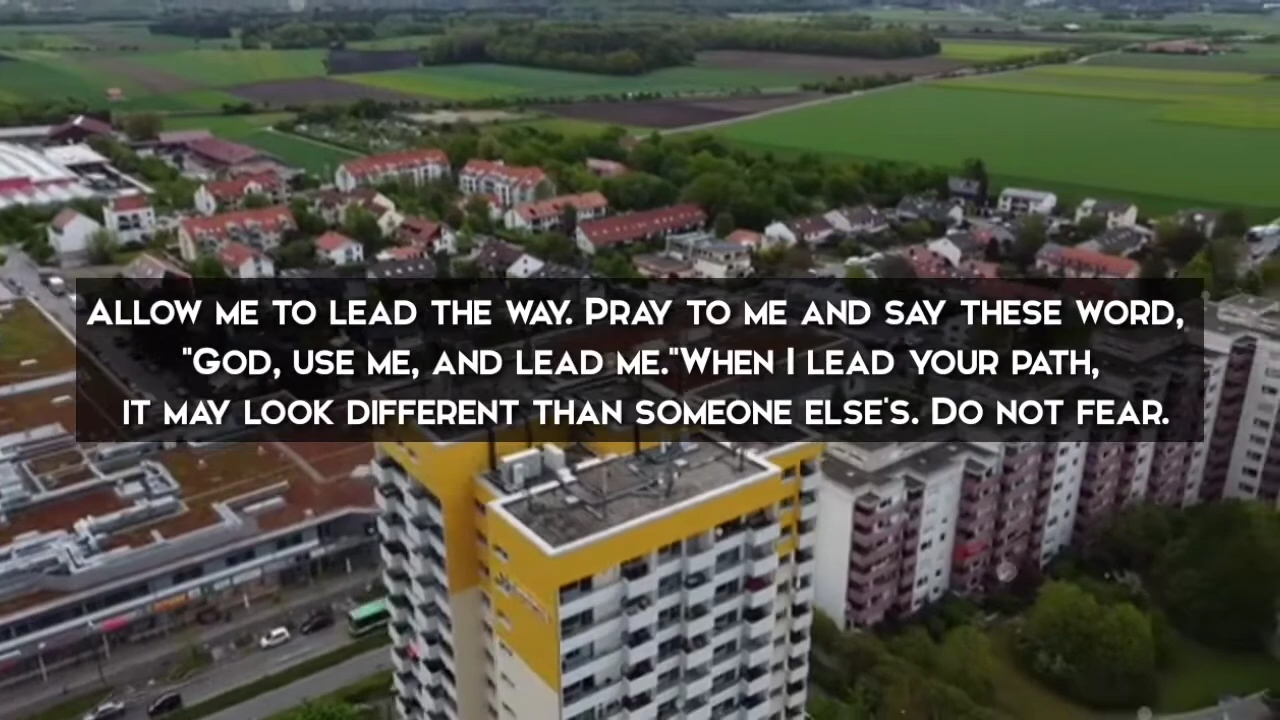 Allow me to lead the way. Pray to me and say these word,
"God, use me, and lead me."When I lead your path,
it may look different than someone else's. Do not fear.